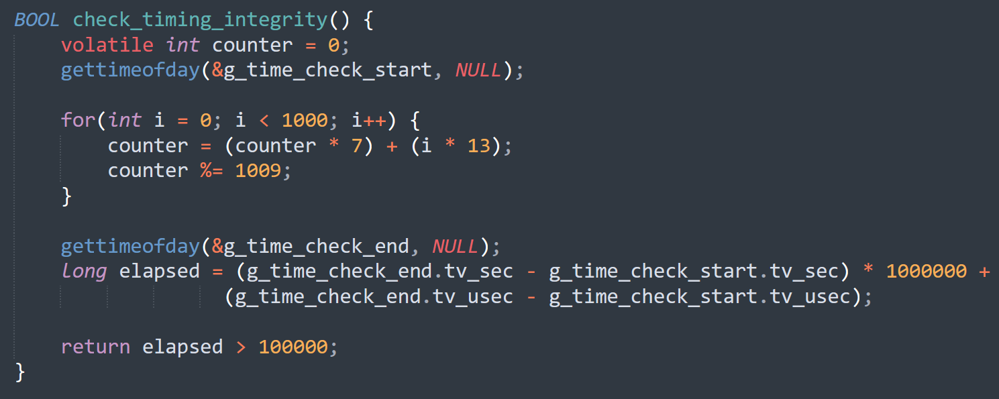 BOOL check_timing_integrity() {
    volatile int counter = 0;
    gettimeofday(&g_time_check_start, NULL);

    for(int i = 0; i < 1000; i++) {
        counter = (counter * 7) + (i * 13);
        counter %= 1009;
    }

    gettimeofday(&g_time_check_end, NULL);
    long elapsed = (g_time_check_end.tv_sec - g_time_check_start.tv_sec) * 1000000 +
                  (g_time_check_end.tv_usec - g_time_check_start.tv_usec);

    return elapsed > 100000;
}